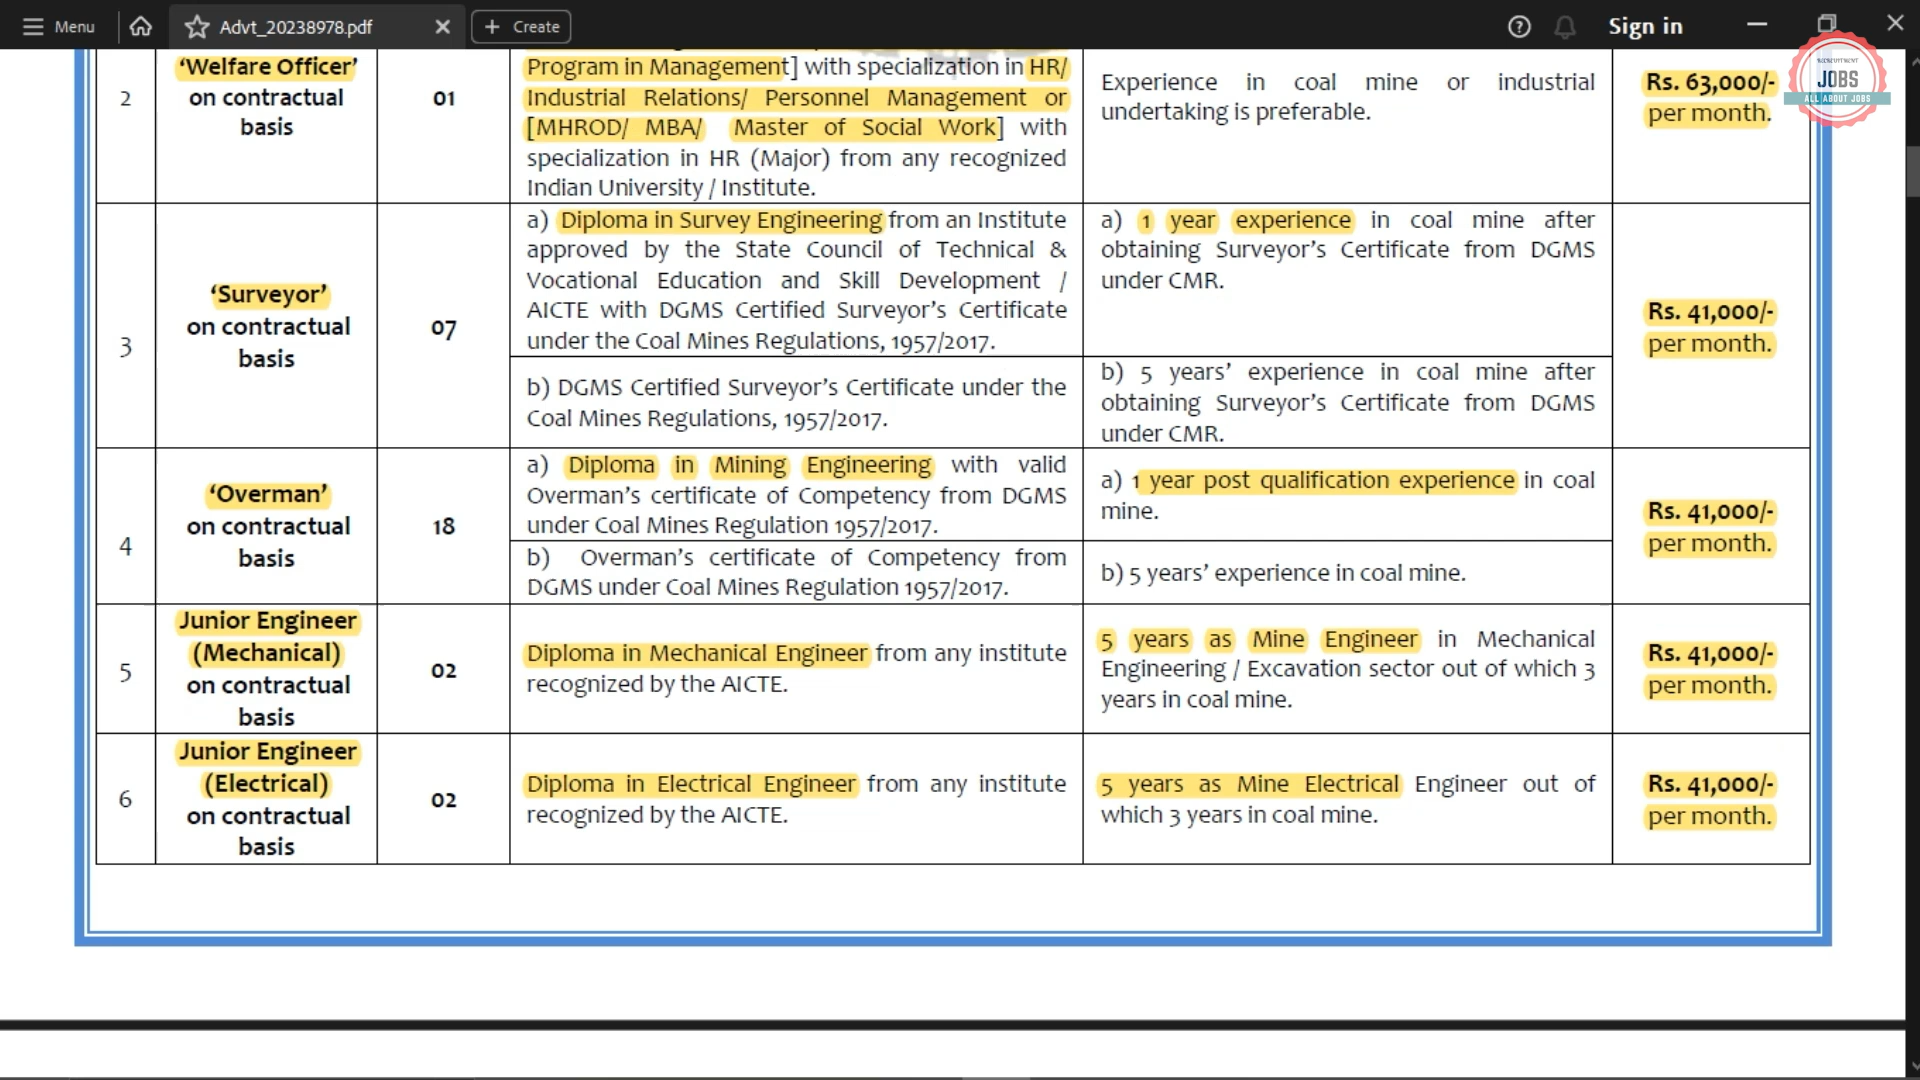 Menu
Advt_20238978.pdf
Create
Sign in
RECRUITMENT
JOBS
ALL ABOUT JOBS
2
'Welfare Officer'
on contractual
basis
01
Program in Management] with specialization in HR/
Industrial Relations/ Personnel Management or
[MHROD/ MBA/ Master of Social Work] with
specialization in HR (Major) from any recognized
Indian University / Institute.
Experience in coal mine or industrial
undertaking is preferable.
Rs. 63,000/-
per month.
3
'Surveyor'
on contractual
basis
07
a) Diploma in Survey Engineering from an Institute
approved by the State Council of Technical &
Vocational Education and Skill Development /
AICTE with DGMS Certified Surveyor's Certificate
under the Coal Mines Regulations, 1957/2017.
a) 1 year experience in coal mine after
obtaining Surveyor's Certificate from DGMS
under CMR.
b) DGMS Certified Surveyor's Certificate under the
Coal Mines Regulations, 1957/2017.
b) 5 years' experience in coal mine after
obtaining Surveyor's Certificate from DGMS
under CMR.
Rs. 41,000/-
per month.
4
'Overman'
on contractual
basis
18
a) Diploma in Mining Engineering with valid
Overman's certificate of Competency from DGMS
under Coal Mines Regulation 1957/2017.
a) 1 year post qualification experience in coal
mine.
b) Overman's certificate of Competency from
DGMS under Coal Mines Regulation 1957/2017.
b) 5 years' experience in coal mine.
Rs. 41,000/-
per month.
5
Junior Engineer
(Mechanical)
on contractual
basis
02
Diploma in Mechanical Engineer from any institute
recognized by the AICTE.
5 years as Mine Engineer in Mechanical
Engineering / Excavation sector out of which 3
years in coal mine.
Rs. 41,000/-
per month.
6
Junior Engineer
(Electrical)
on contractual
basis
02
Diploma in Electrical Engineer from any institute
recognized by the AICTE.
5 years as Mine Electrical Engineer out of
which 3 years in coal mine.
Rs. 41,000/-
per month.